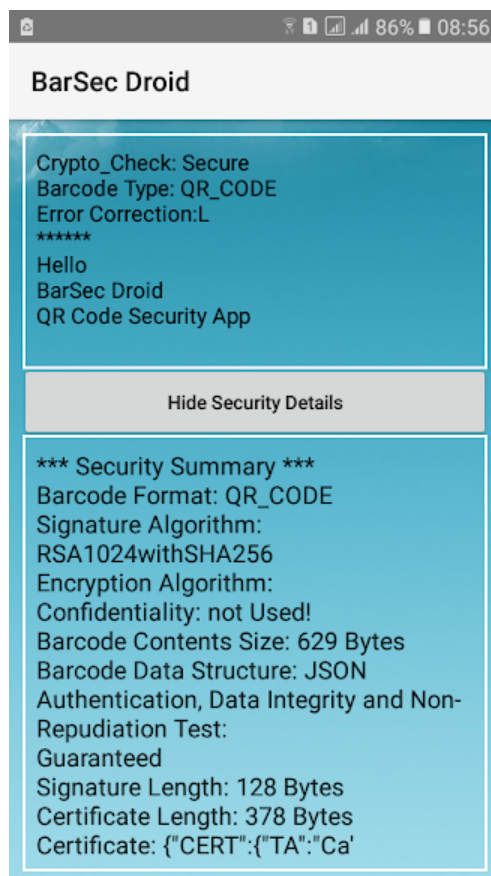 86% 08:56
BarSec Droid
Crypto_Check: Secure
Barcode Type: QR_CODE
Error Correction:L
******
Hello
BarSec Droid
QR Code Security App
Hide Security Details
*** Security Summary ***
Barcode Format: QR_CODE
Signature Algorithm:
RSA1024withSHA256
Encryption Algorithm:
Confidentiality: not Used!
Barcode Contents Size: 629 Bytes
Barcode Data Structure: JSON
Authentication, Data Integrity and Non-
Repudiation Test:
Guaranteed
Signature Length: 128 Bytes
Certificate Length: 378 Bytes
Certificate: {"CERT":{"TA":"Ca'